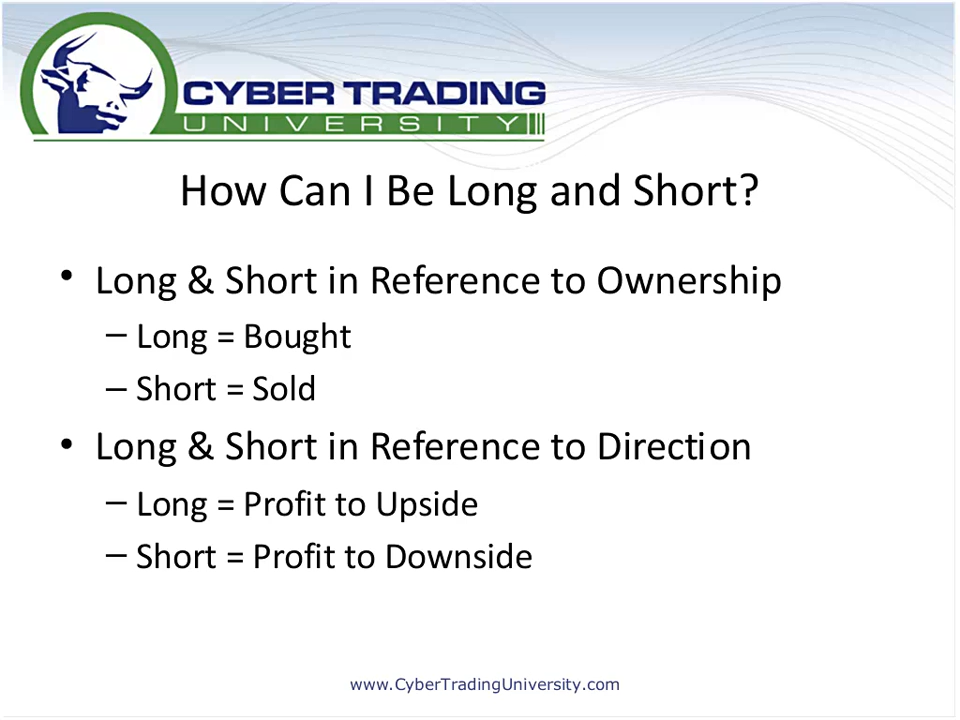 CYBER TRADING
UNIVERSITY
How Can I Be Long and Short?
• Long & Short in Reference to Ownership
– Long = Bought
– Short = Sold
• Long & Short in Reference to Direction
– Long = Profit to Upside
– Short = Profit to Downside
www.CyberTradingUniversity.com